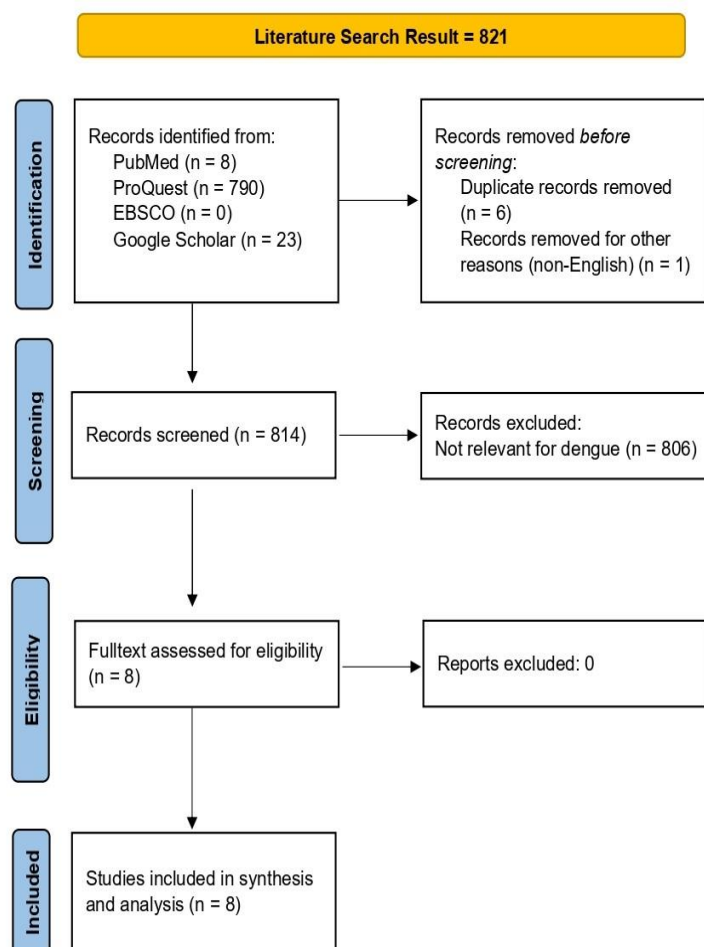 Literature Search Result = 821
Identification
Records identified from:
PubMed (n = 8)
ProQuest (n = 790)
EBSCO (n = 0)
Google Scholar (n = 23)
Records removed before
screening:
Duplicate records removed
(n = 6)
Records removed for other
reasons (non-English) (n = 1)
Screening
Records screened (n = 814)
Records excluded:
Not relevant for dengue (n = 806)
Eligibility
Fulltext assessed for eligibility
(n = 8)
Reports excluded: 0
Included
Studies included in synthesis
and analysis (n = 8)